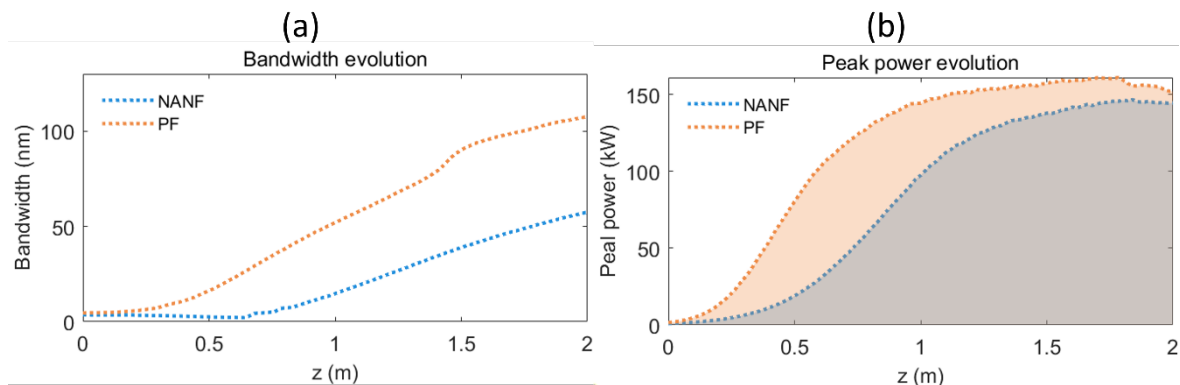 (a)
Bandwidth evolution
NANF
PF
Bandwidth (nm)
100
50
0
0 0.5 1 1.5 2
z (m)
(b)
Peak power evolution
NANF
PF
Peal power (kW)
150
100
50
0
0 0.5 1 1.5 2
z (m)